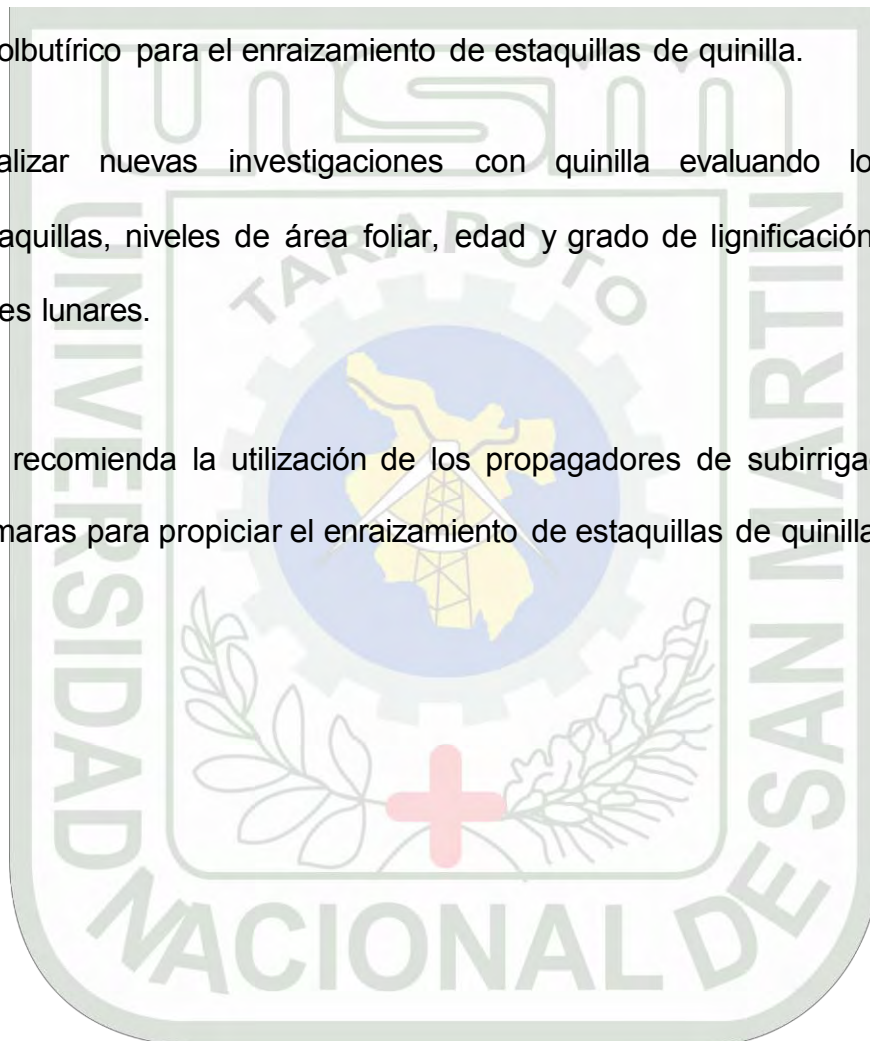 olbutírico para el enraizamiento de estaquillas de quinilla.
alizar nuevas investigaciones con quinilla evaluando lo
aquillas, niveles de área foliar, edad y grado de lignificación
es lunares.
recomienda la utilización de los propagadores de subirriga
maras para propiciar el enraizamiento de estaquillas de quinilla
unsm
TARAPOTO
UNIVERSIDAD
NACIONAL DE
SAN MARTIN